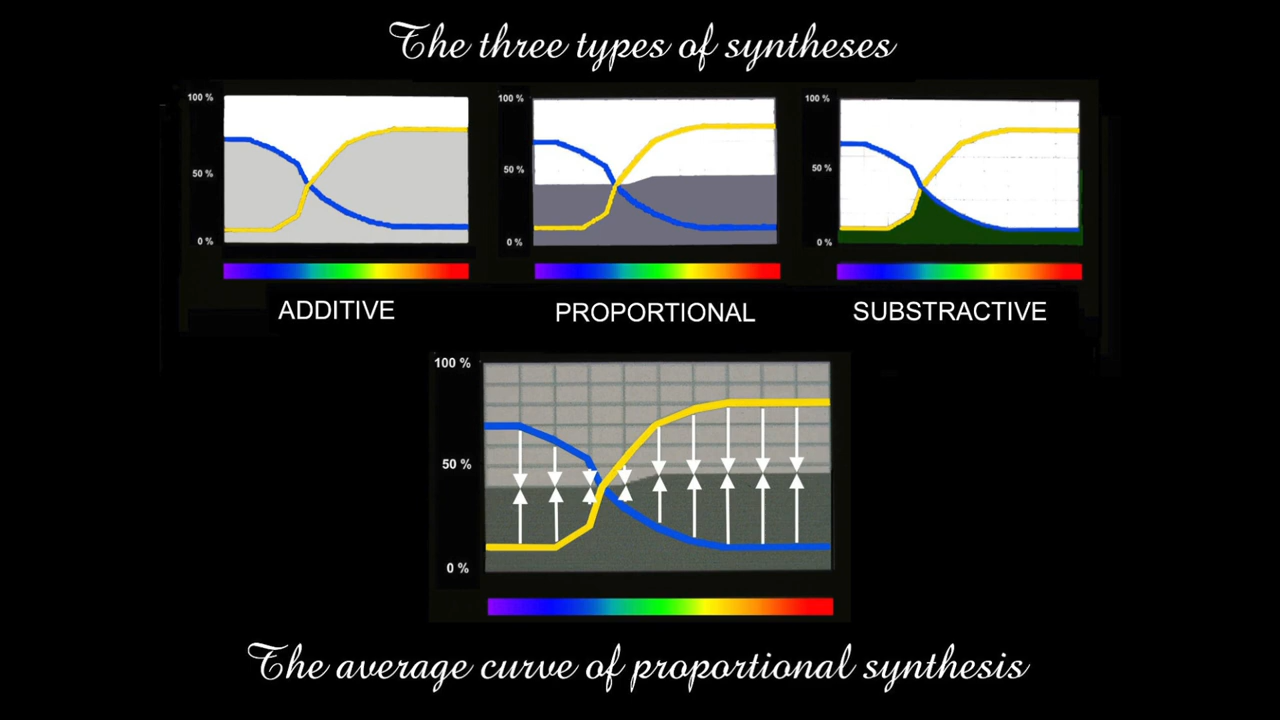 The three types of syntheses
100 %
50 %
0 %
100 %
50 %
0 %
100 %
50 %
0 %
ADDITIVE
PROPORTIONAL
SUBSTRACTIVE
100 %
50 %
0 %
The average curve of proportional synthesis